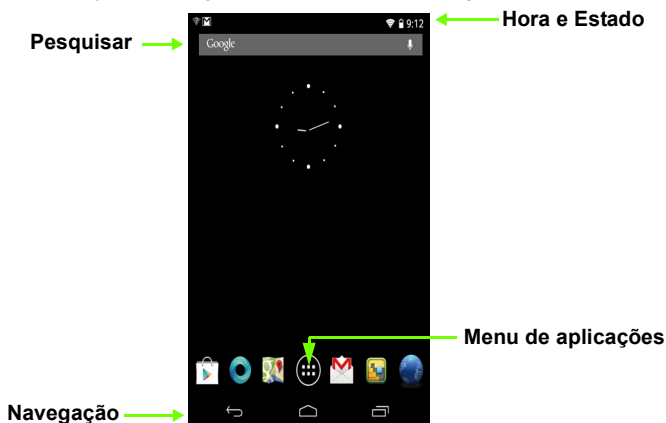 Hora e Estado
9:12
Pesquisar
Google
Menu de aplicações
Navegação